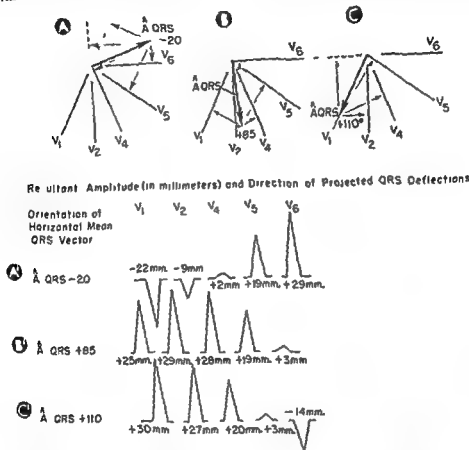 A B C
Â QRS
-20
V6
V5
V1 V2 V4
V6
Â QRS
+85
V5
V1 V2 V4
V6
Â QRS
+110°
V5
V1 V2 V4
Re ultant Amplitude (in millimeters) and Direction of Projected QRS Deflections
Orientation of
Horizontal Mean
QRS Vector
V1 V2 V4 V5 V6
A Â QRS -20
-22mm. -9mm +2mm +19mm. +29mm.
B Â QRS +85
+25mm. +29mm. +28mm +19mm. +3mm
C Â QRS +110
+30mm +27mm +20mm. +3mm. -14mm.